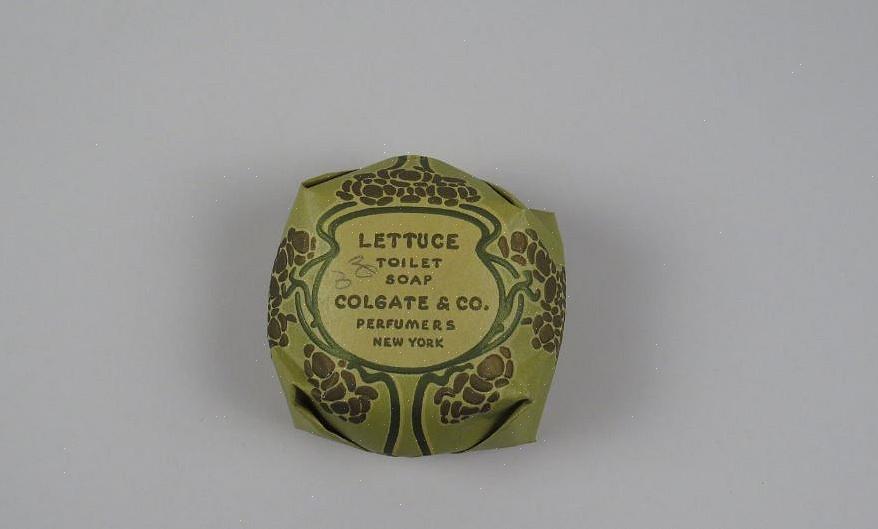 LETTUCE
TOILET
SOAP
COLGATE & CO.
PERFUMERS
NEW YORK